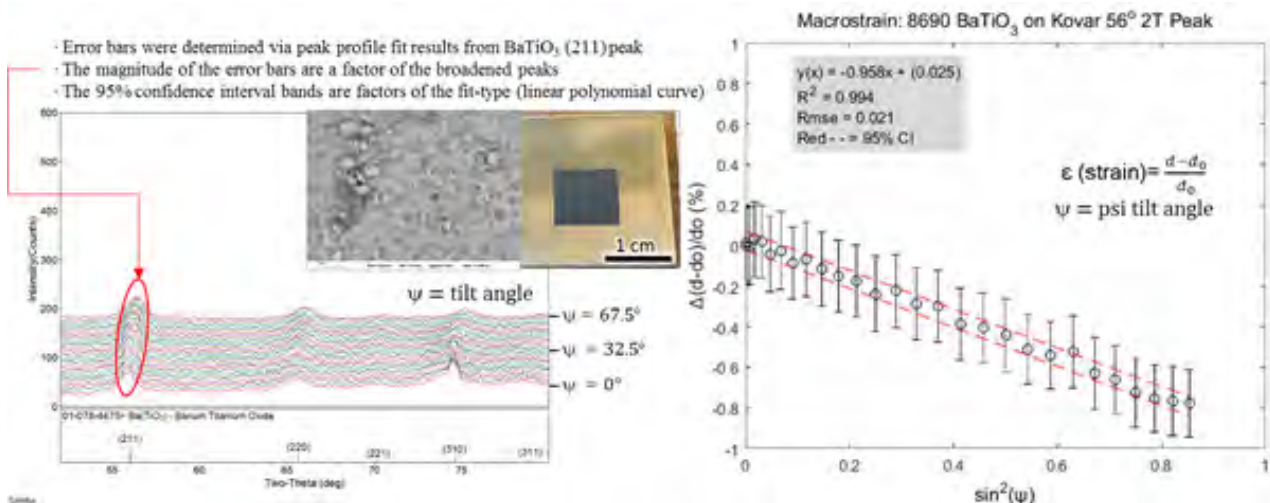 · Error bars were determined via peak profile fit results from BaTiO₃ (211) peak
· The magnitude of the error bars are a factor of the broadened peaks
· The 95% confidence interval bands are factors of the fit-type (linear polynomial curve)
600
500
400
300
200
100
0
Intensity(Counts)
1 cm
ψ = tilt angle
ψ = 67.5°
ψ = 32.5°
ψ = 0°
Barium Titanium Oxide
(211)
(220)
(221)
(310)
(311)
55
60
65
70
75
Two-Theta (deg)
Macrostrain: 8690 BaTiO₃ on Kovar 56° 2T Peak
y(x) = -0.958x + (0.025)
R² = 0.994
Rmse = 0.021
Red - - = 95% CI
ε (strain)= d−d₀/d₀
ψ = psi tilt angle
1
0.8
0.6
0.4
0.2
0
-0.2
-0.4
-0.6
-0.8
-1
Δ(d-do)/do (%)
0
0.2
0.4
0.6
0.8
1
sin²(ψ)